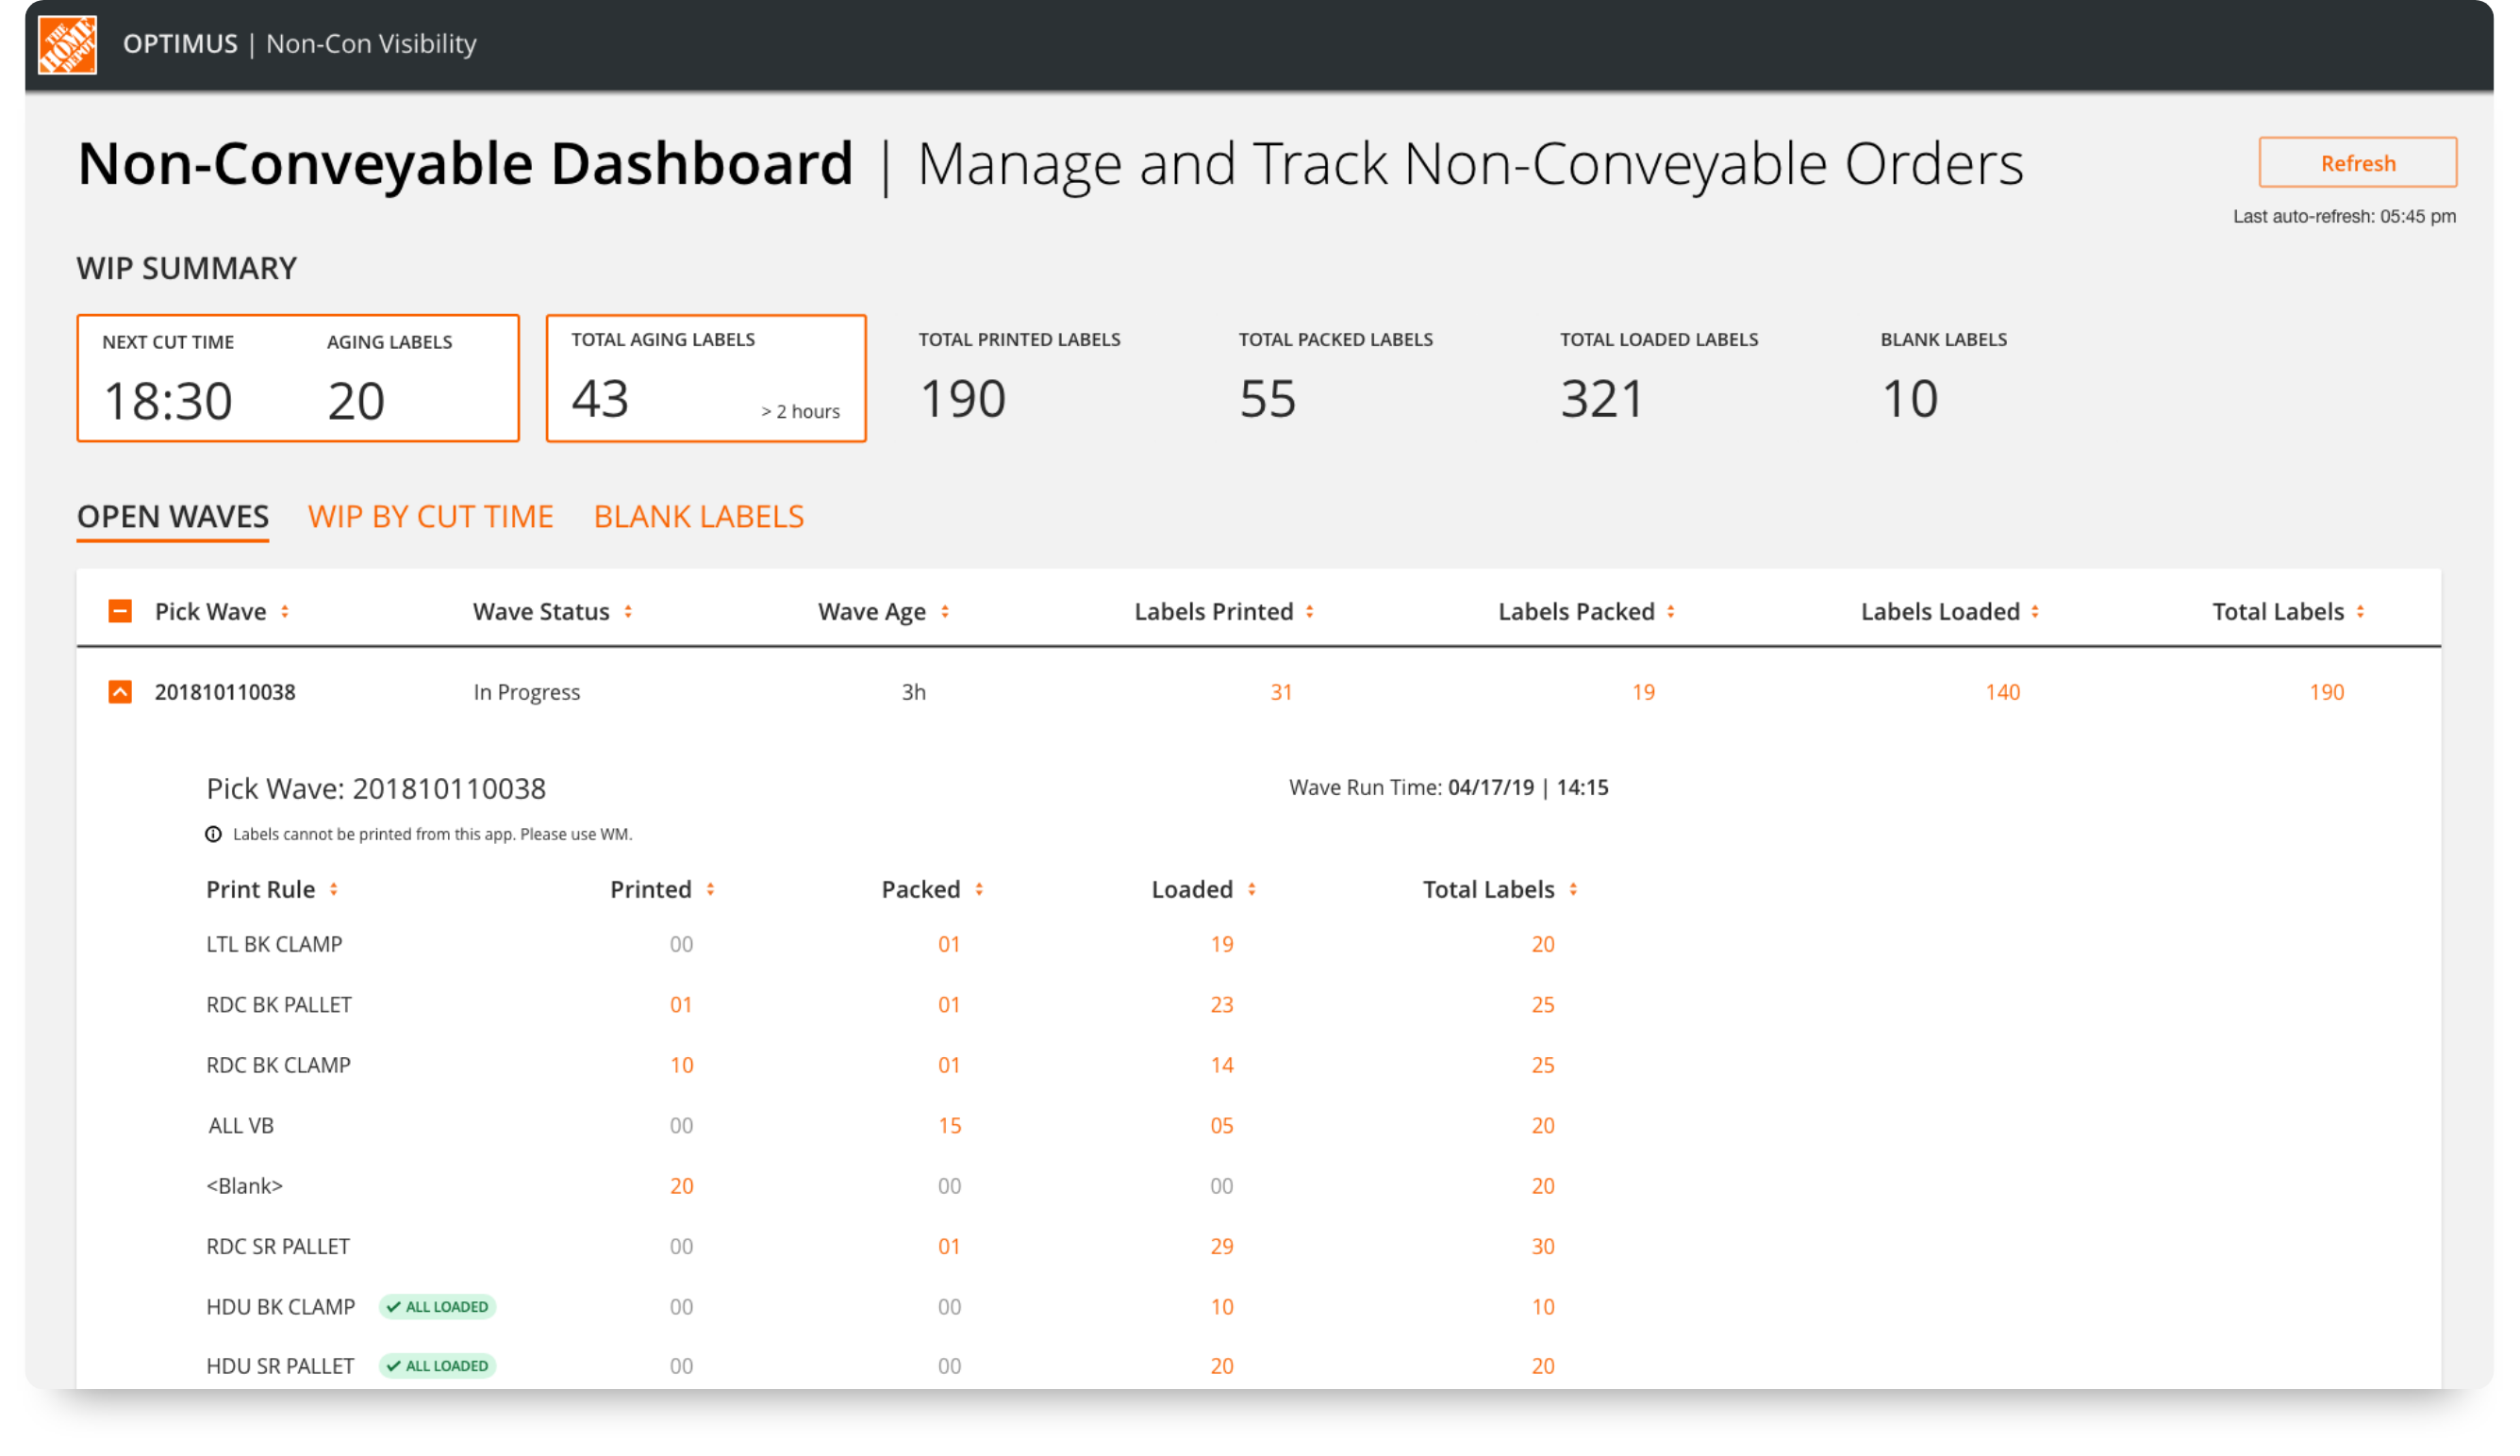 THE HOME DEPOT
OPTIMUS | Non-Con Visibility
Non-Conveyable Dashboard | Manage and Track Non-Conveyable Orders
Refresh
Last auto-refresh: 05:45 pm
WIP SUMMARY
NEXT CUT TIME AGING LABELS TOTAL AGING LABELS TOTAL PRINTED LABELS TOTAL PACKED LABELS TOTAL LOADED LABELS BLANK LABELS
18:30 20 43 > 2 hours 190 55 321 10
OPEN WAVES WIP BY CUT TIME BLANK LABELS
Pick Wave Wave Status Wave Age Labels Printed Labels Packed Labels Loaded Total Labels
201810110038 In Progress 3h 31 19 140 190
Pick Wave: 201810110038 Wave Run Time: 04/17/19 | 14:15
Labels cannot be printed from this app. Please use WM.
Print Rule Printed Packed Loaded Total Labels
LTL BK CLAMP 00 01 19 20
RDC BK PALLET 01 01 23 25
RDC BK CLAMP 10 01 14 25
ALL VB 00 15 05 20
<Blank> 20 00 00 20
RDC SR PALLET 00 01 29 30
HDU BK CLAMP ALL LOADED 00 00 10 10
HDU SR PALLET ALL LOADED 00 00 20 20